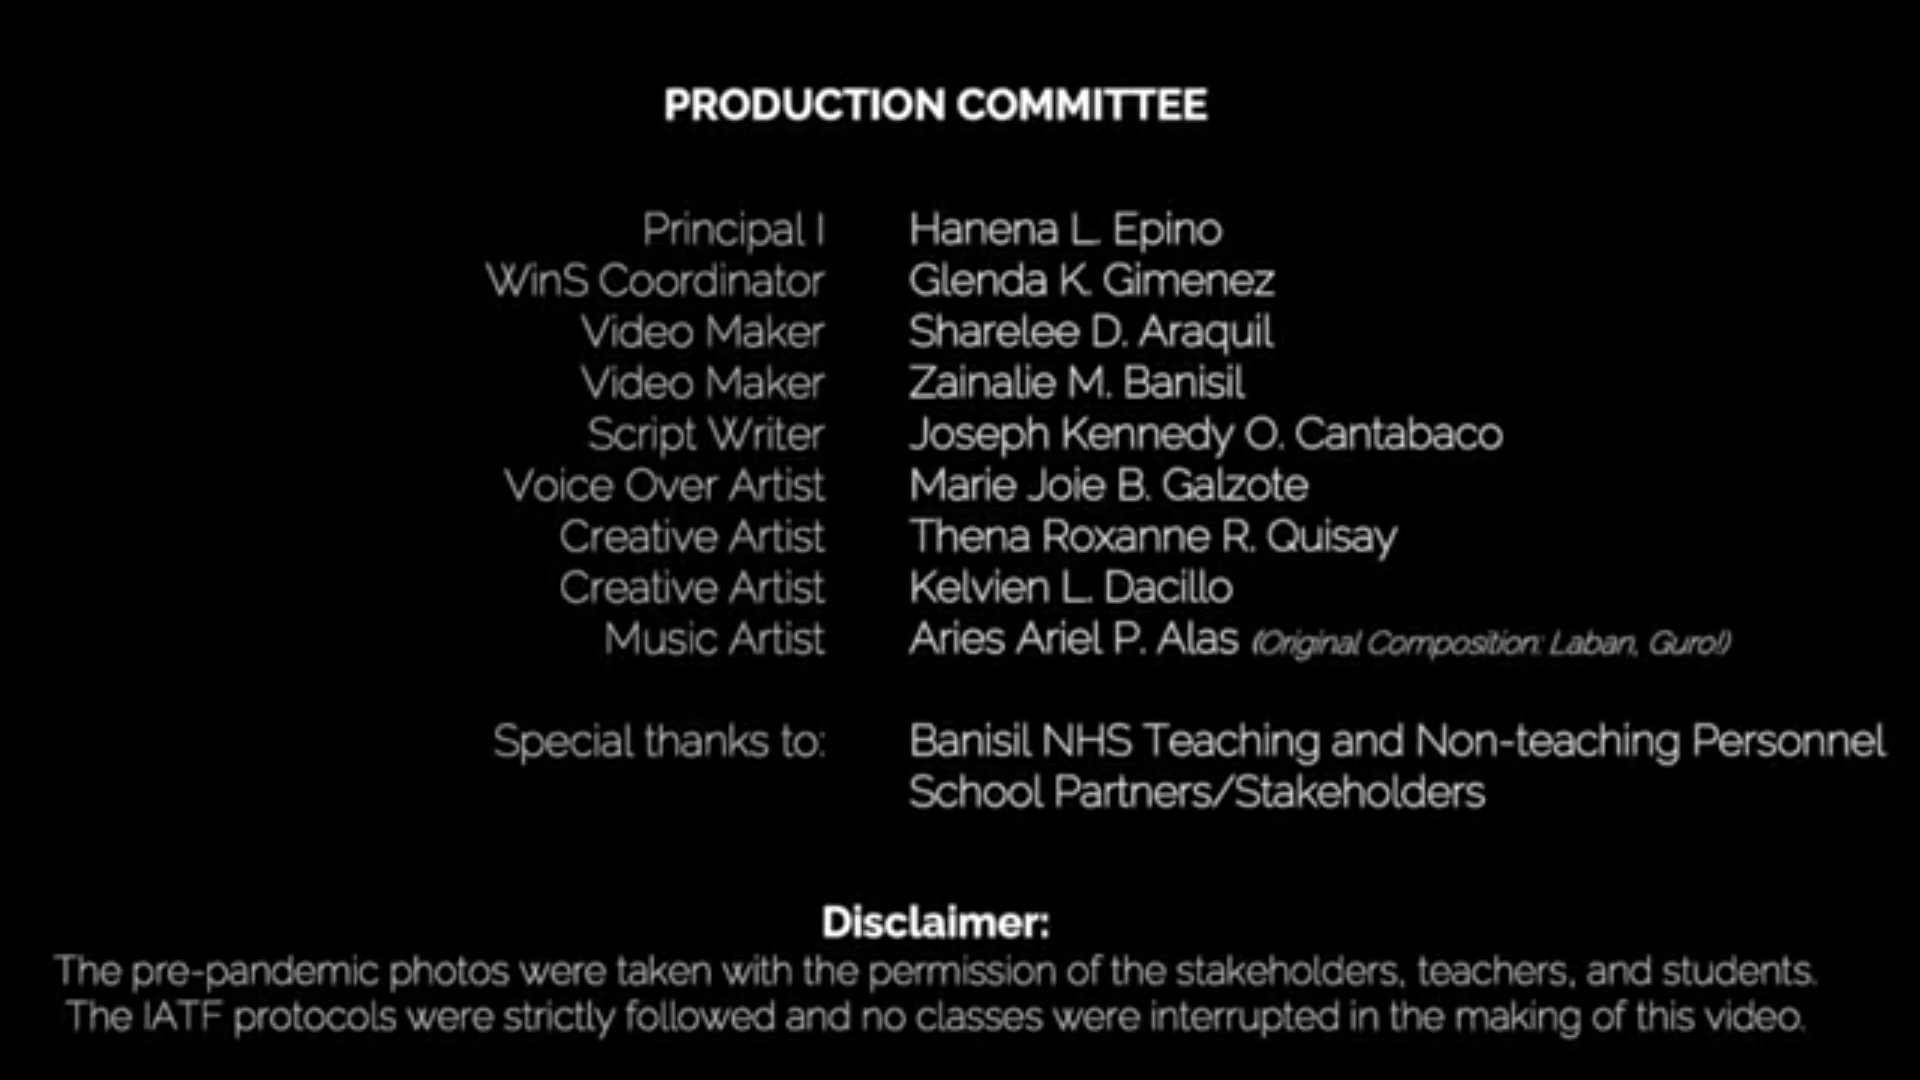 PRODUCTION COMMITTEE
Principal I Hanena L. Epino
WinS Coordinator Glenda K. Gimenez
Video Maker Sharelee D. Araquil
Video Maker Zainalie M. Banisil
Script Writer Joseph Kennedy O. Cantabaco
Voice Over Artist Marie Joie B. Galzote
Creative Artist Thena Roxanne R. Quisay
Creative Artist Kelvien L. Dacillo
Music Artist Aries Ariel P. Alas (Original Composition: Laban, Guro!)
Special thanks to: Banisil NHS Teaching and Non-teaching Personnel
School Partners/Stakeholders
Disclaimer:
The pre-pandemic photos were taken with the permission of the stakeholders, teachers, and students.
The IATF protocols were strictly followed and no classes were interrupted in the making of this video.